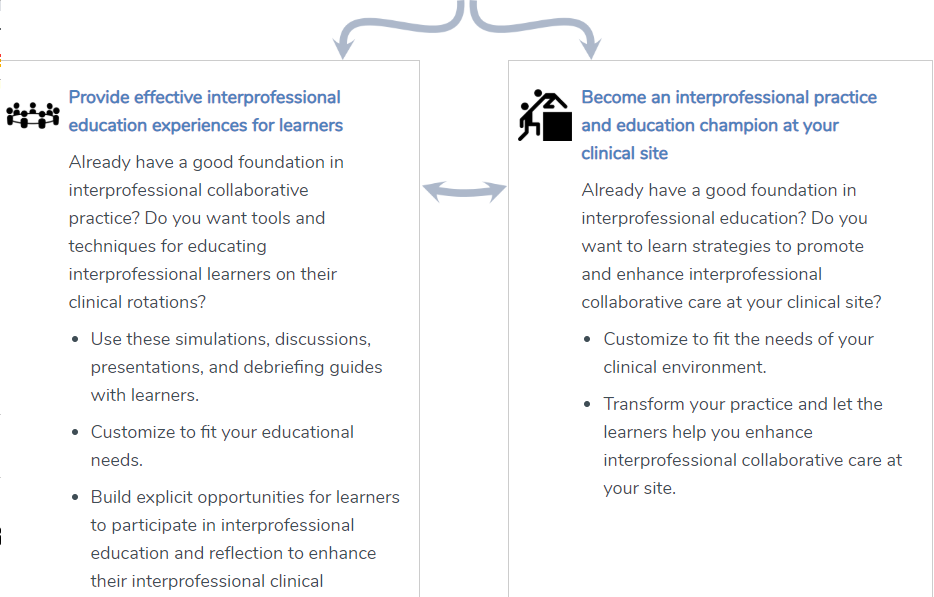 Provide effective interprofessional
education experiences for learners
Already have a good foundation in
interprofessional collaborative
practice? Do you want tools and
techniques for educating
interprofessional learners on their
clinical rotations?
• Use these simulations, discussions,
presentations, and debriefing guides
with learners.
• Customize to fit your educational
needs.
• Build explicit opportunities for learners
to participate in interprofessional
education and reflection to enhance
their interprofessional clinical
Become an interprofessional practice
and education champion at your
clinical site
Already have a good foundation in
interprofessional education? Do you
want to learn strategies to promote
and enhance interprofessional
collaborative care at your clinical site?
• Customize to fit the needs of your
clinical environment.
• Transform your practice and let the
learners help you enhance
interprofessional collaborative care at
your site.